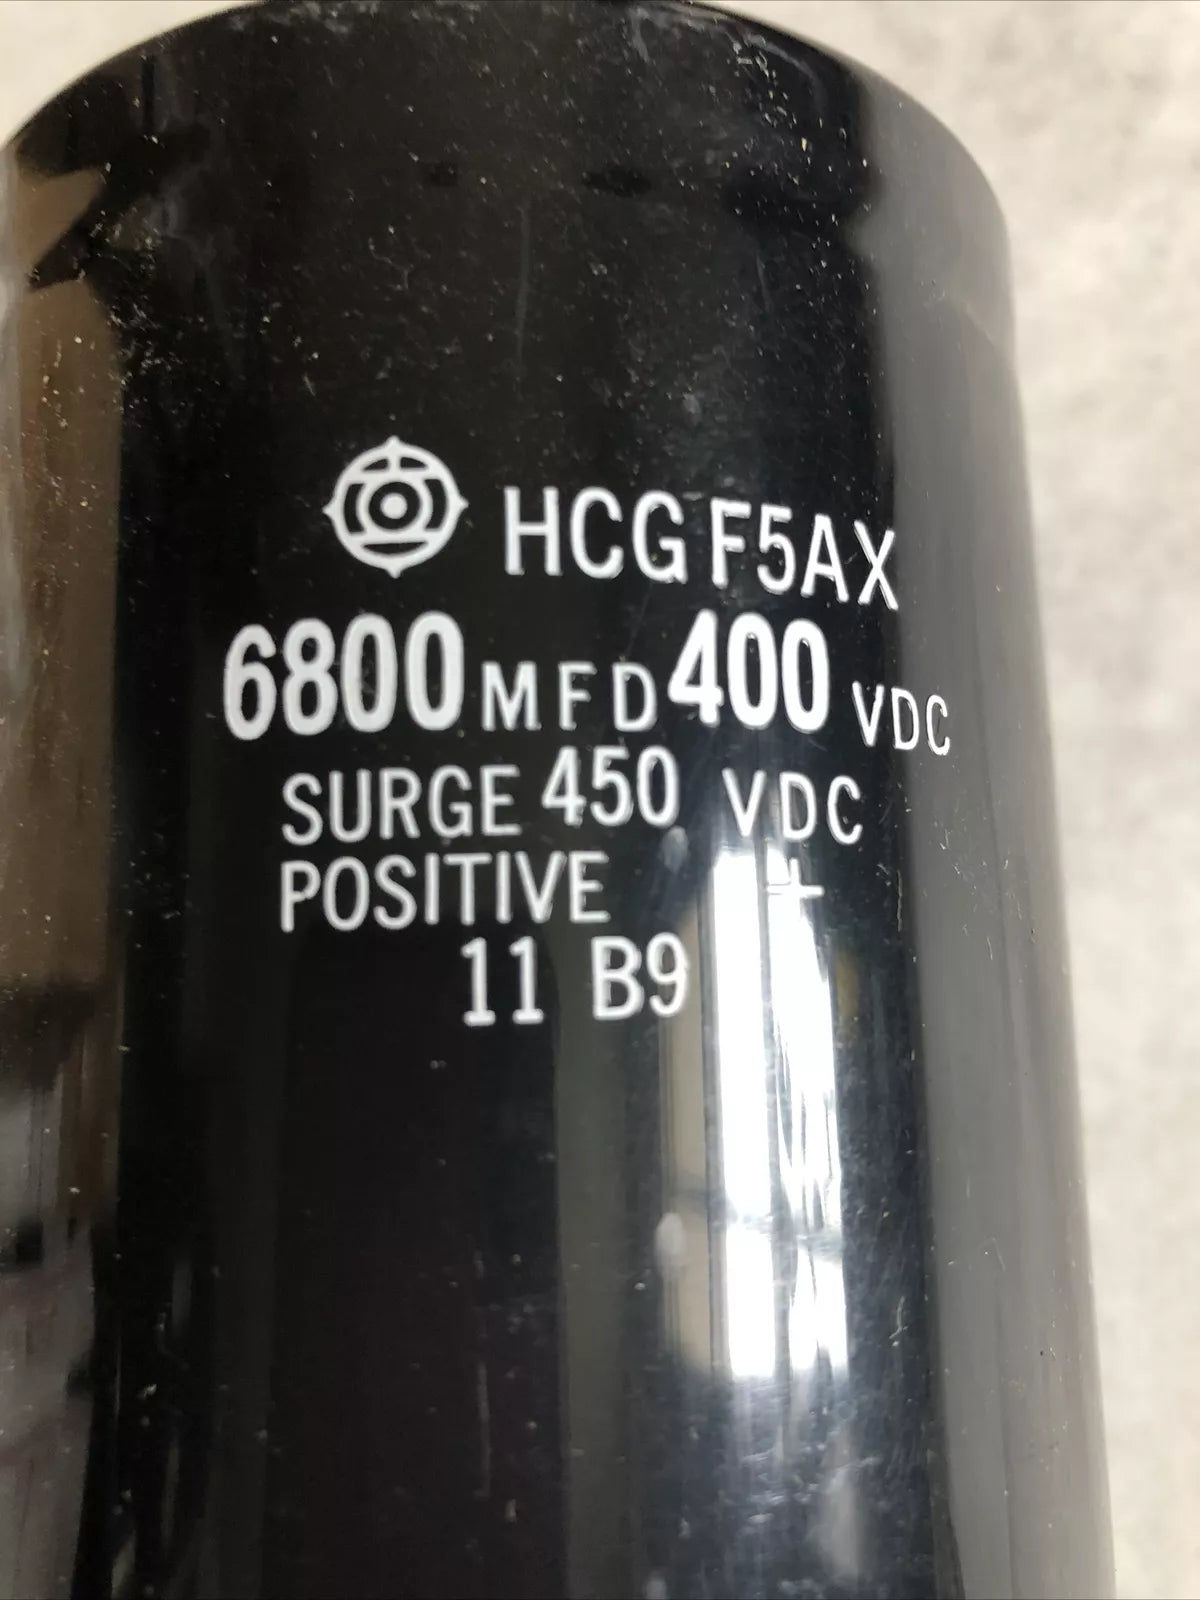 HCG F5AX
6800 MFD 400 VDC
SURGE 450 VDC
POSITIVE +
11 B9